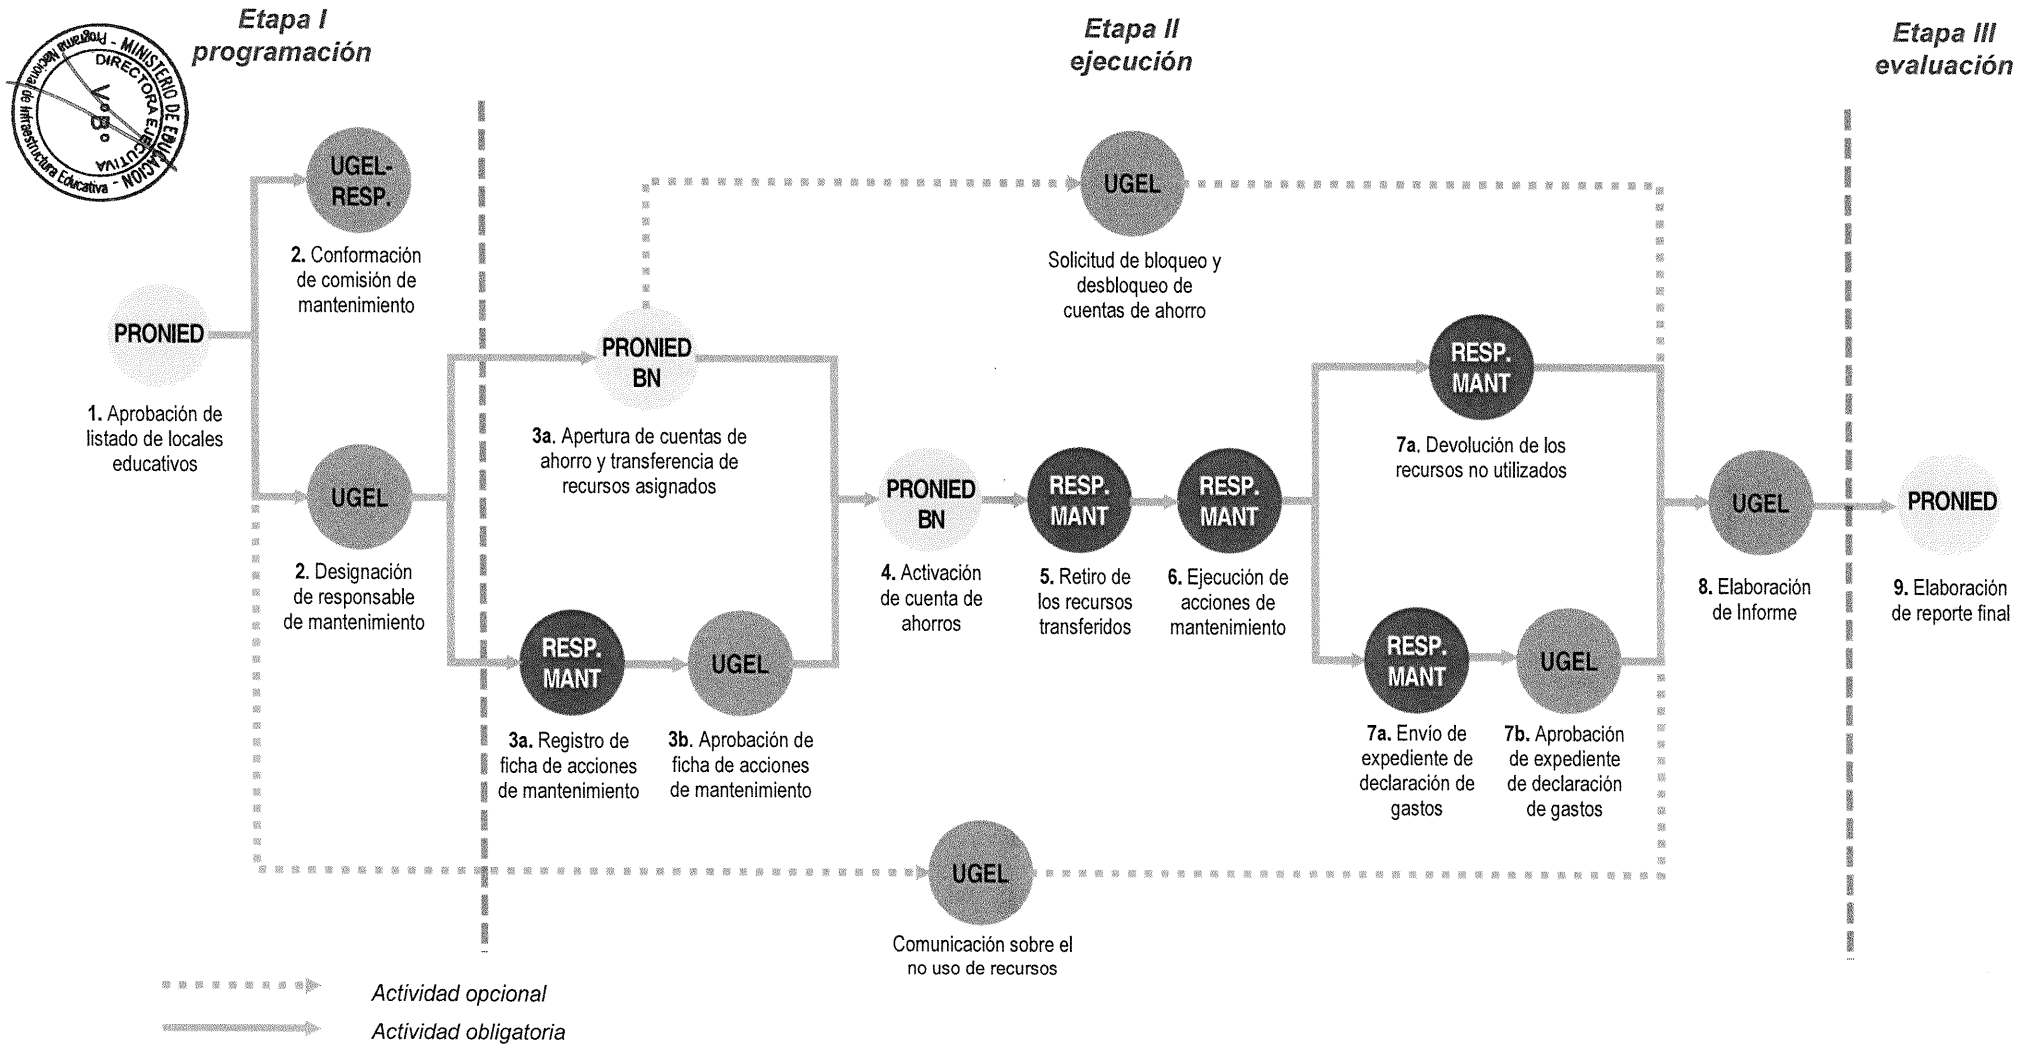 Etapa I
programación
Etapa II
ejecución
Etapa III
evaluación
MINISTERIO DE EDUCACIÓN - Programa Nacional de Infraestructura Educativa -
DIRECTORA EJECUTIVA
V°B°
UGEL-
RESP.
2. Conformación
de comisión de
mantenimiento
PRONIED
1. Aprobación de
listado de locales
educativos
UGEL
2. Designación
de responsable
de mantenimiento
UGEL
Solicitud de bloqueo y
desbloqueo de
cuentas de ahorro
PRONIED
BN
3a. Apertura de cuentas de
ahorro y transferencia de
recursos asignados
RESP.
MANT
3a. Registro de
ficha de acciones
de mantenimiento
UGEL
3b. Aprobación de
ficha de acciones
de mantenimiento
PRONIED
BN
4. Activación
de cuenta de
ahorros
RESP.
MANT
5. Retiro de
los recursos
transferidos
RESP.
MANT
6. Ejecución de
acciones de
mantenimiento
RESP.
MANT
7a. Devolución de los
recursos no utilizados
RESP.
MANT
7a. Envío de
expediente de
declaración de
gastos
UGEL
7b. Aprobación
de expediente
de declaración
de gastos
UGEL
8. Elaboración
de Informe
PRONIED
9. Elaboración
de reporte final
UGEL
Comunicación sobre el
no uso de recursos
Actividad opcional
Actividad obligatoria